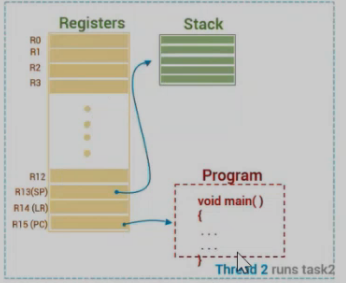 Registers
Stack
R0
R1
R2
R3
R12
R13(SP)
R14 (LR)
R15 (PC)
Program
void main( )
{
...
...
}
Thread 2 runs task2